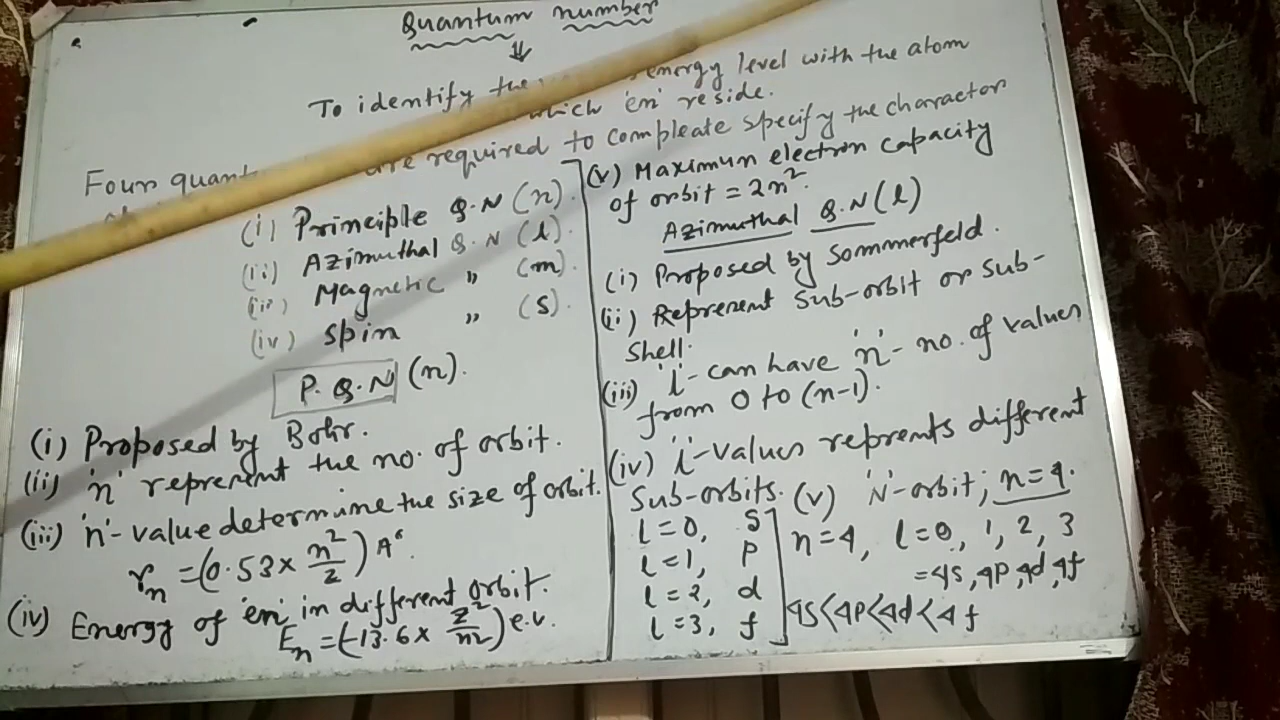 Quantum number
⇓
To identify the energy level with the atom
which 'en' reside.
Four quant are required to compleate specify the charactor
(i) Principle Q.N (n).
(ii) Azimuthal Q.N (l).
(iii) Magnetic " (m).
(iv) Spin " (s).
P.Q.N (n).
(i) Proposed by Bohr.
(ii) 'n' reprerent the no. of orbit.
(iii) 'n'-value determine the size of orbit.
rn = (0.53 × n²/z) A°.
(iv) Energy of 'en' in different orbit.
En = (-13.6 × z²/n²) e.v.
(v) Maximum electron capacity
of orbit = 2n².
Azimuthal Q.N (l)
(i) Proposed by Sommerfeld.
(ii) Reprerent Sub-orbit or Sub-
Shell.
(iii) 'l'-can have 'n'-no. of values
from 0 to (n-1).
(iv) 'l'-values reprents different
Sub-orbits.
l=0, s
l=1, p
l=2, d
l=3, f
(v) 'N'-orbit; n=4.
n=4, l=0, 1, 2, 3
=4s, 4p, 4d, 4f
4s<4p<4d<4f